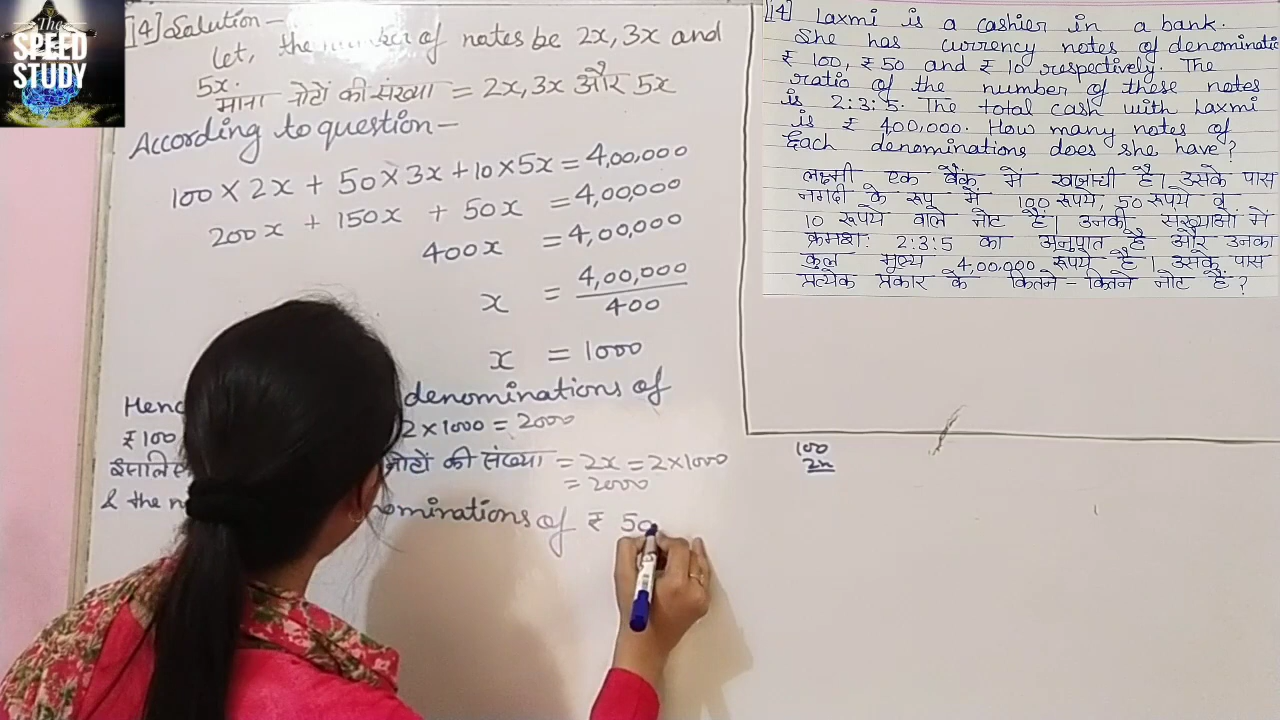 The
SPEED
STUDY
[14] Solution -
Let, the number of notes be 2x, 3x and
5x.
माना नोटों की संख्या = 2x, 3x और 5x
According to question -
100 × 2x + 50 × 3x + 10 × 5x = 4,00,000
200x + 150x + 50x = 4,00,000
400x = 4,00,000
x = 4,00,000
400
x = 1000
denominations of
₹ 100 2 × 1000 = 2000
नोटों की संख्या = 2x = 2 × 1000
= 2000
& the of ₹ 50
[14] Laxmi is a cashier in a bank.
She has currency notes of denominatio
₹ 100, ₹ 50 and ₹ 10 respectively. The
ratio of the number of these notes
is 2:3:5. The total cash with Laxmi
is ₹ 400,000. How many notes of
Each denominations does she have?
लक्ष्मी एक बैंक में खजांची है। उसके पास
नगदी के रूप में 100 रूपये, 50 रूपये व
10 रूपये वाले नोट है। उनकी संख्याओं में
क्रमशः 2:3:5 का अनुपात है और उनका
कुल मूल्य 4,00,000 रूपये है। उसके पास
प्रत्येक प्रकार के कितने-कितने नोट हैं?
100
2x